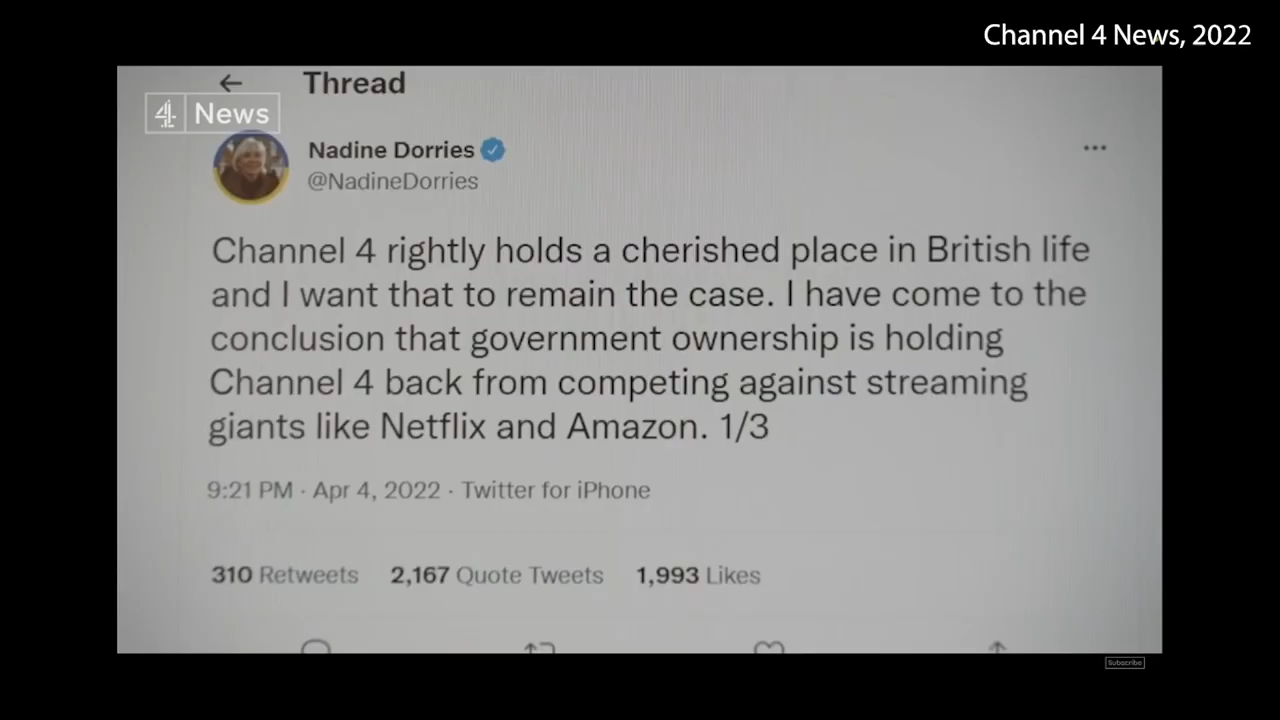 Channel 4 News, 2022
Thread
4 News
Nadine Dorries
@NadineDorries
Channel 4 rightly holds a cherished place in British life
and I want that to remain the case. I have come to the
conclusion that government ownership is holding
Channel 4 back from competing against streaming
giants like Netflix and Amazon. 1/3
9:21 PM · Apr 4, 2022 · Twitter for iPhone
310 Retweets 2,167 Quote Tweets 1,993 Likes
Subscribe